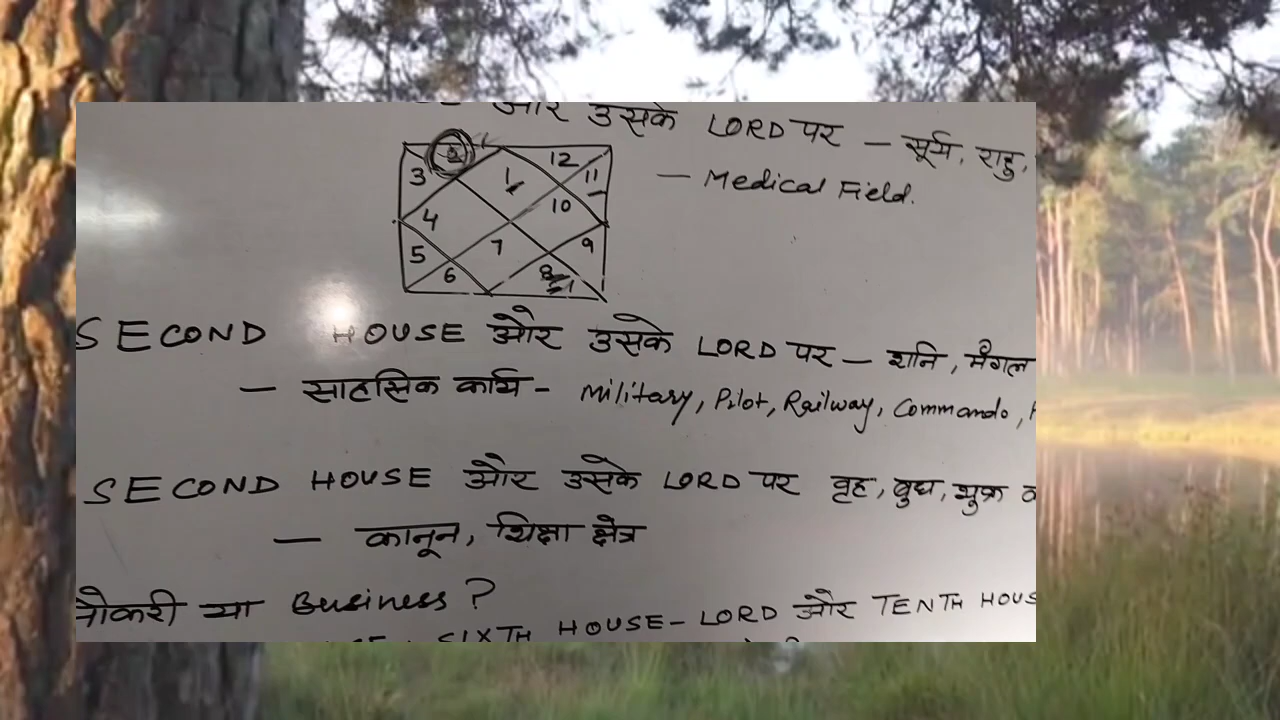 और उसके LORD पर – सूर्य, राहु,
– Medical Field.
2 12
3 1 11
4 10
5 7 9
6 8
SECOND HOUSE और उसके LORD पर – शनि, मंगल
– साहसिक कार्य – Military, Pilot, Railway, Commando,
SECOND HOUSE और उसके LORD पर वृह, बुध, शुक्र
– कानून, शिक्षा क्षेत्र
नौकरी या Business?
SIXTH HOUSE – LORD और TENTH HOUS